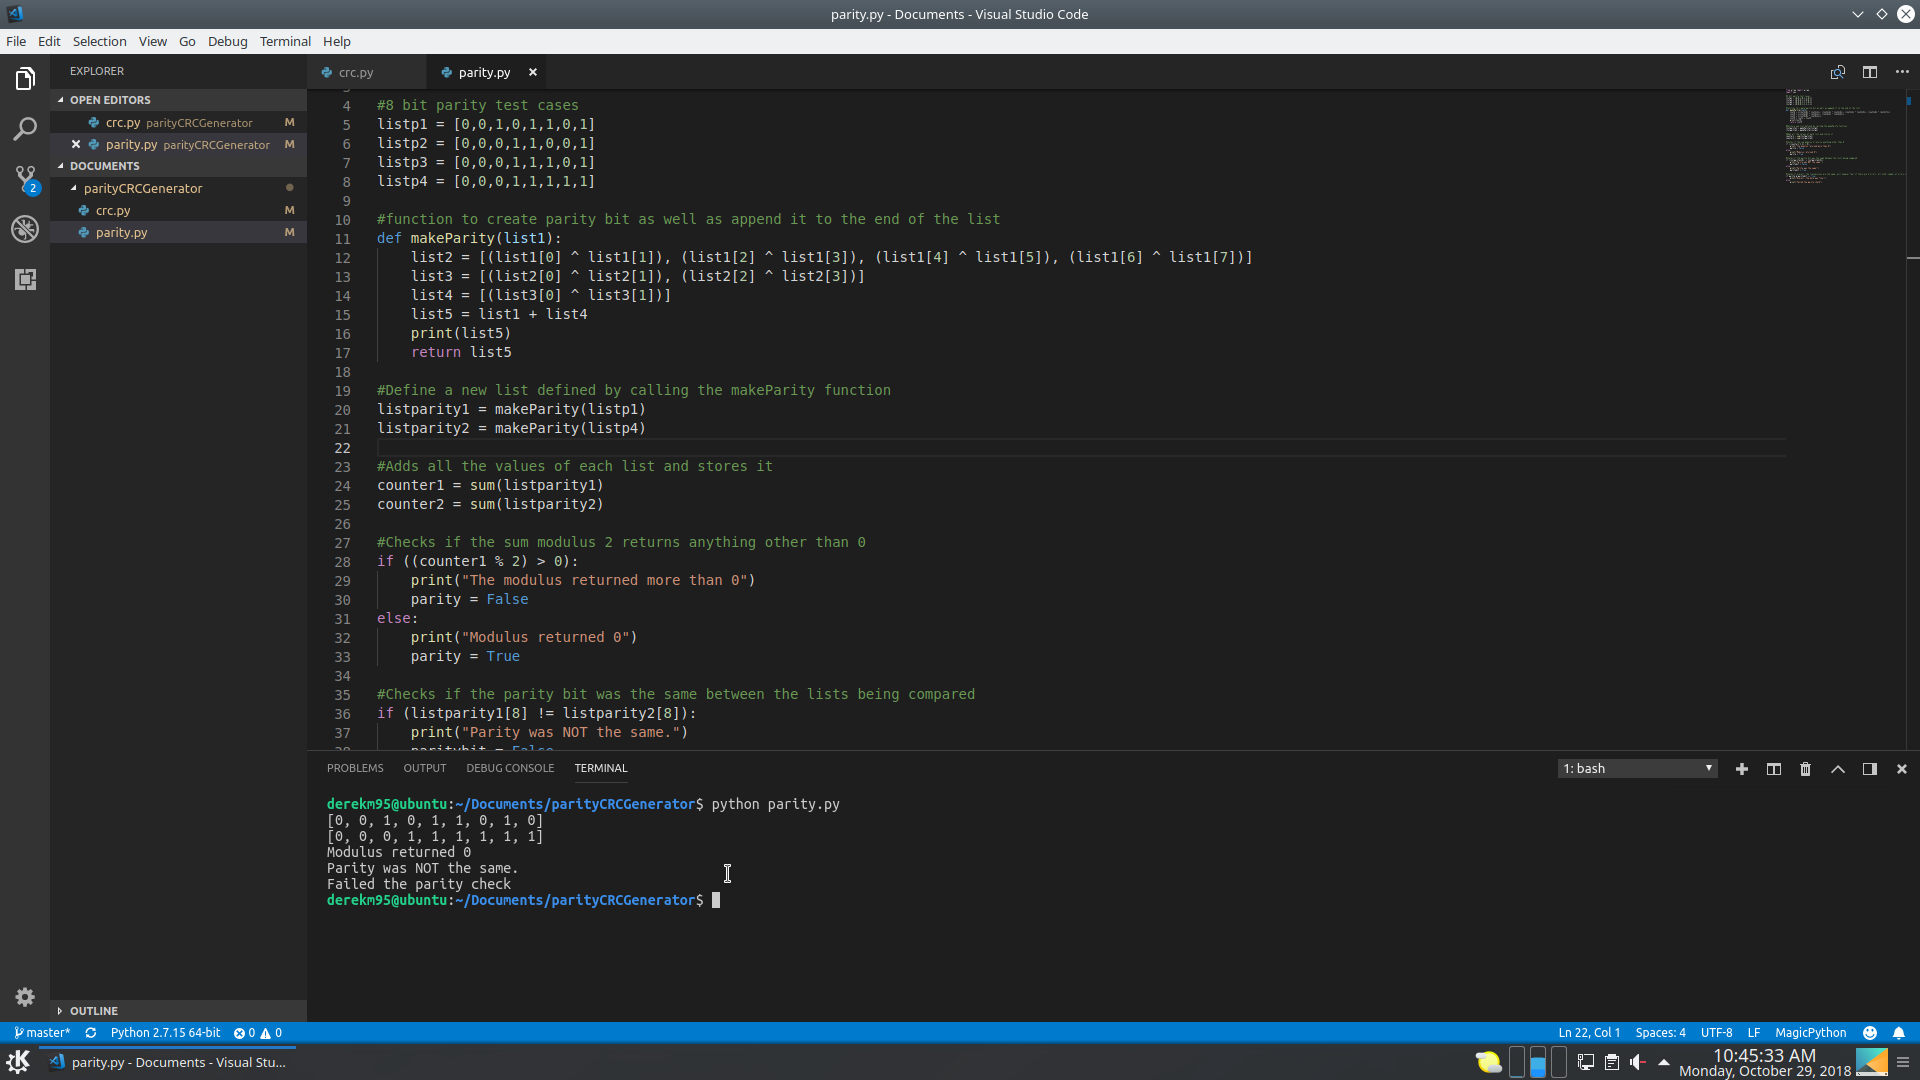 parity.py - Documents - Visual Studio Code
File Edit Selection View Go Debug Terminal Help
EXPLORER
OPEN EDITORS
crc.py parityCRCGenerator M
parity.py parityCRCGenerator M
DOCUMENTS
parityCRCGenerator
crc.py M
parity.py M
2
OUTLINE
crc.py
parity.py
4 #8 bit parity test cases
5 listp1 = [0,0,1,0,1,1,0,1]
6 listp2 = [0,0,1,1,0,0,1]
7 listp3 = [0,0,0,1,1,1,0,1]
8 listp4 = [0,0,0,1,1,1,1,1]
9
10 #function to create parity bit as well as append it to the end of the list
11 def makeParity(list1):
12 list2 = [(list1[0] ^ list1[1]), (list1[2] ^ list1[3]), (list1[4] ^ list1[5]), (list1[6] ^ list1[7])]
13 list3 = [(list2[0] ^ list2[1]), (list2[2] ^ list2[3])]
14 list4 = [(list3[0] ^ list3[1])]
15 list5 = list1 + list4
16 print(list5)
17 return list5
18
19 #Define a new list defined by calling the makeParity function
20 listparity1 = makeParity(listp1)
21 listparity2 = makeParity(listp4)
22
23 #Adds all the values of each list and stores it
24 counter1 = sum(listparity1)
25 counter2 = sum(listparity2)
26
27 #Checks if the sum modulus 2 returns anything other than 0
28 if ((counter1 % 2) > 0):
29 print("The modulus returned more than 0")
30 parity = False
31 else:
32 print("Modulus returned 0")
33 parity = True
34
35 #Checks if the parity bit was the same between the lists being compared
36 if (listparity1[8] != listparity2[8]):
37 print("Parity was NOT the same.")
38 paritybit = False
PROBLEMS OUTPUT DEBUG CONSOLE TERMINAL
1: bash
derekm95@ubuntu:~/Documents/parityCRCGenerator$ python parity.py
[0, 0, 1, 0, 1, 1, 0, 1, 0]
[0, 0, 0, 1, 1, 1, 1, 1, 1]
Modulus returned 0
Parity was NOT the same.
Failed the parity check
derekm95@ubuntu:~/Documents/parityCRCGenerator$
master* Python 2.7.15 64-bit 0 0 Ln 22, Col 1 Spaces: 4 UTF-8 LF MagicPython
parity.py - Documents - Visual Stu...
10:45:33 AM
Monday, October 29, 2018